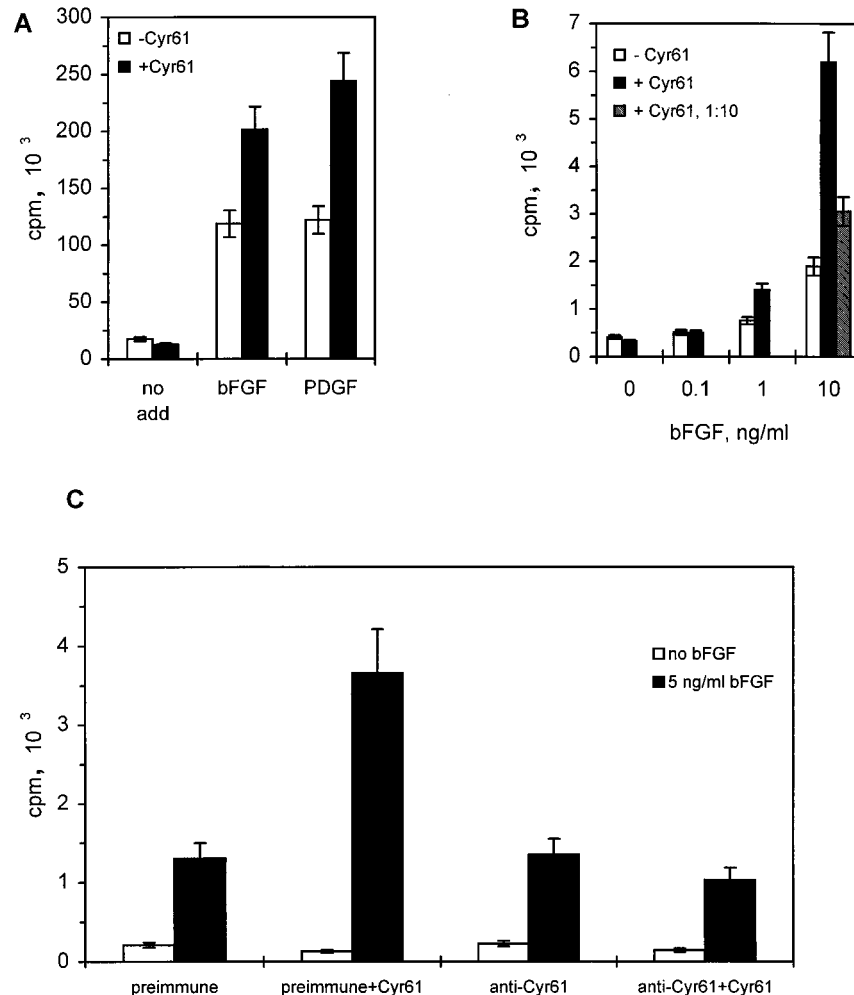 A
300
250
200
150
100
50
0
cpm, 10 3
-Cyr61
+Cyr61
no add
bFGF
PDGF
B
7
6
5
4
3
2
1
0
cpm, 10 3
- Cyr61
+ Cyr61
+ Cyr61, 1:10
0 0.1 1 10
bFGF, ng/ml
C
5
4
3
2
1
0
cpm, 10 3
no bFGF
5 ng/ml bFGF
preimmune
preimmune+Cyr61
anti-Cyr61
anti-Cyr61+Cyr61